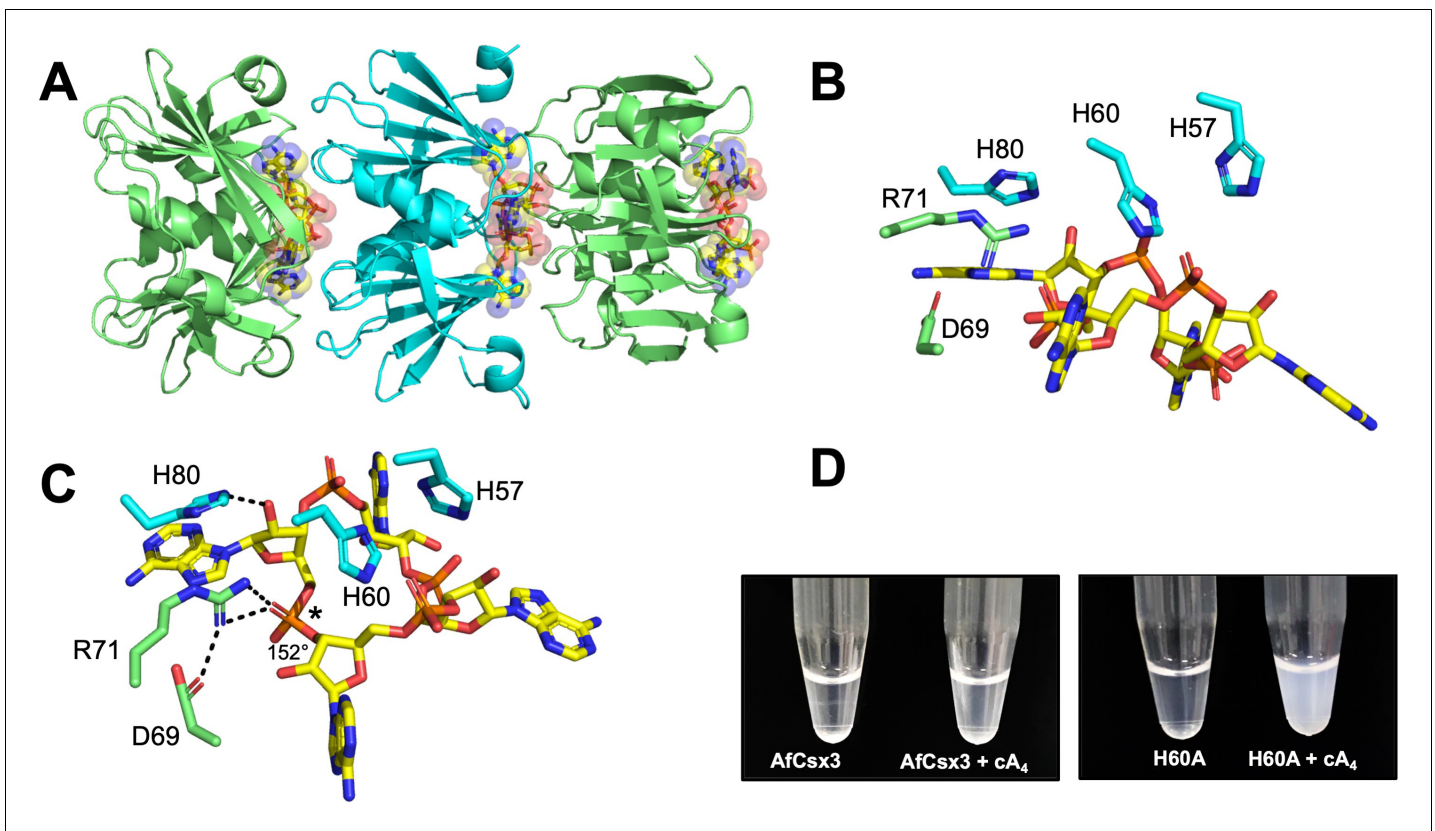 A
B
H60
H57
H80
R71
D69
C
D
H80
H57
H60
*
152°
R71
D69
AfCsx3
AfCsx3 + cA₄
H60A
H60A + cA₄